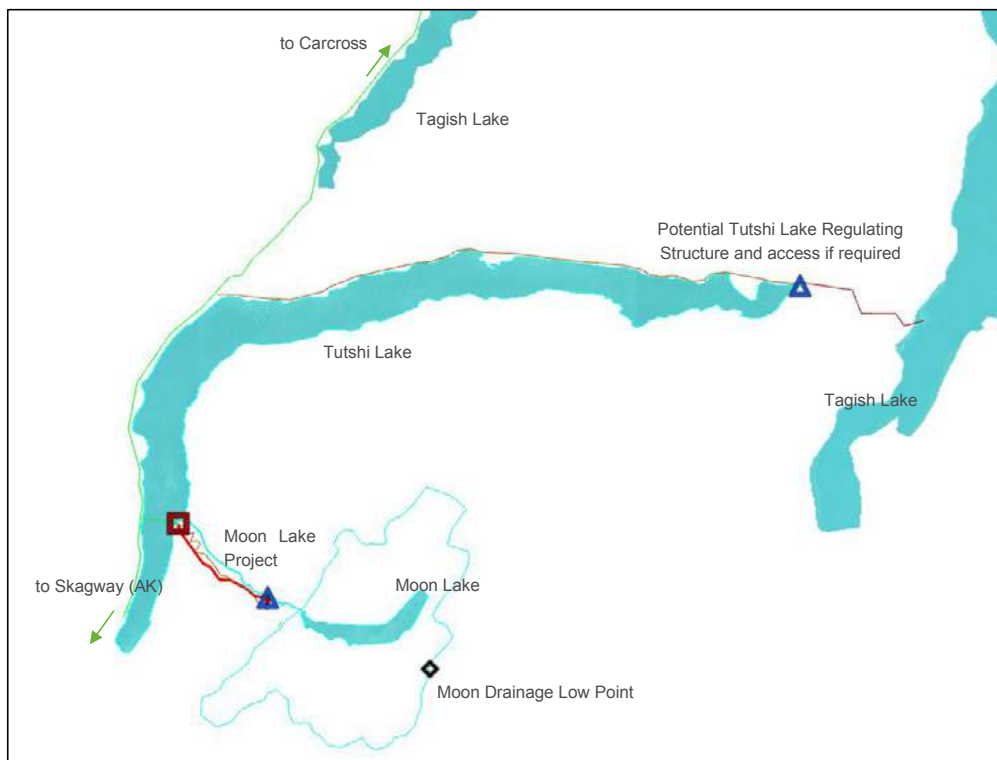 to Carcross
Tagish Lake
Potential Tutshi Lake Regulating
Structure and access if required
Tutshi Lake
Tagish Lake
Moon Lake
Project
Moon Lake
to Skagway (AK)
Moon Drainage Low Point